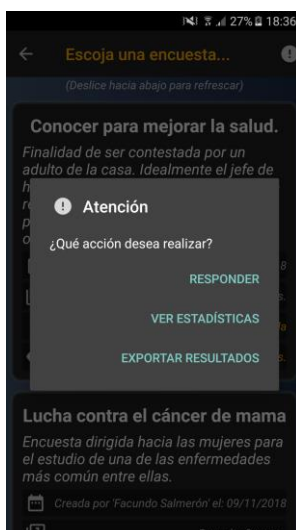 27% 18:36
Escoja una encuesta...
(Deslice hacia abajo para refrescar)
Conocer para mejorar la salud.
Finalidad de ser contestada por un
adulto de la casa. Idealmente el jefe de
Atención
¿Qué acción desea realizar?
RESPONDER
VER ESTADÍSTICAS
EXPORTAR RESULTADOS
Lucha contra el cáncer de mama
Encuesta dirigida hacia las mujeres para
el estudio de una de las enfermedades
más común entre ellas.
Creada por 'Facundo Salmerón' el: 09/11/2018